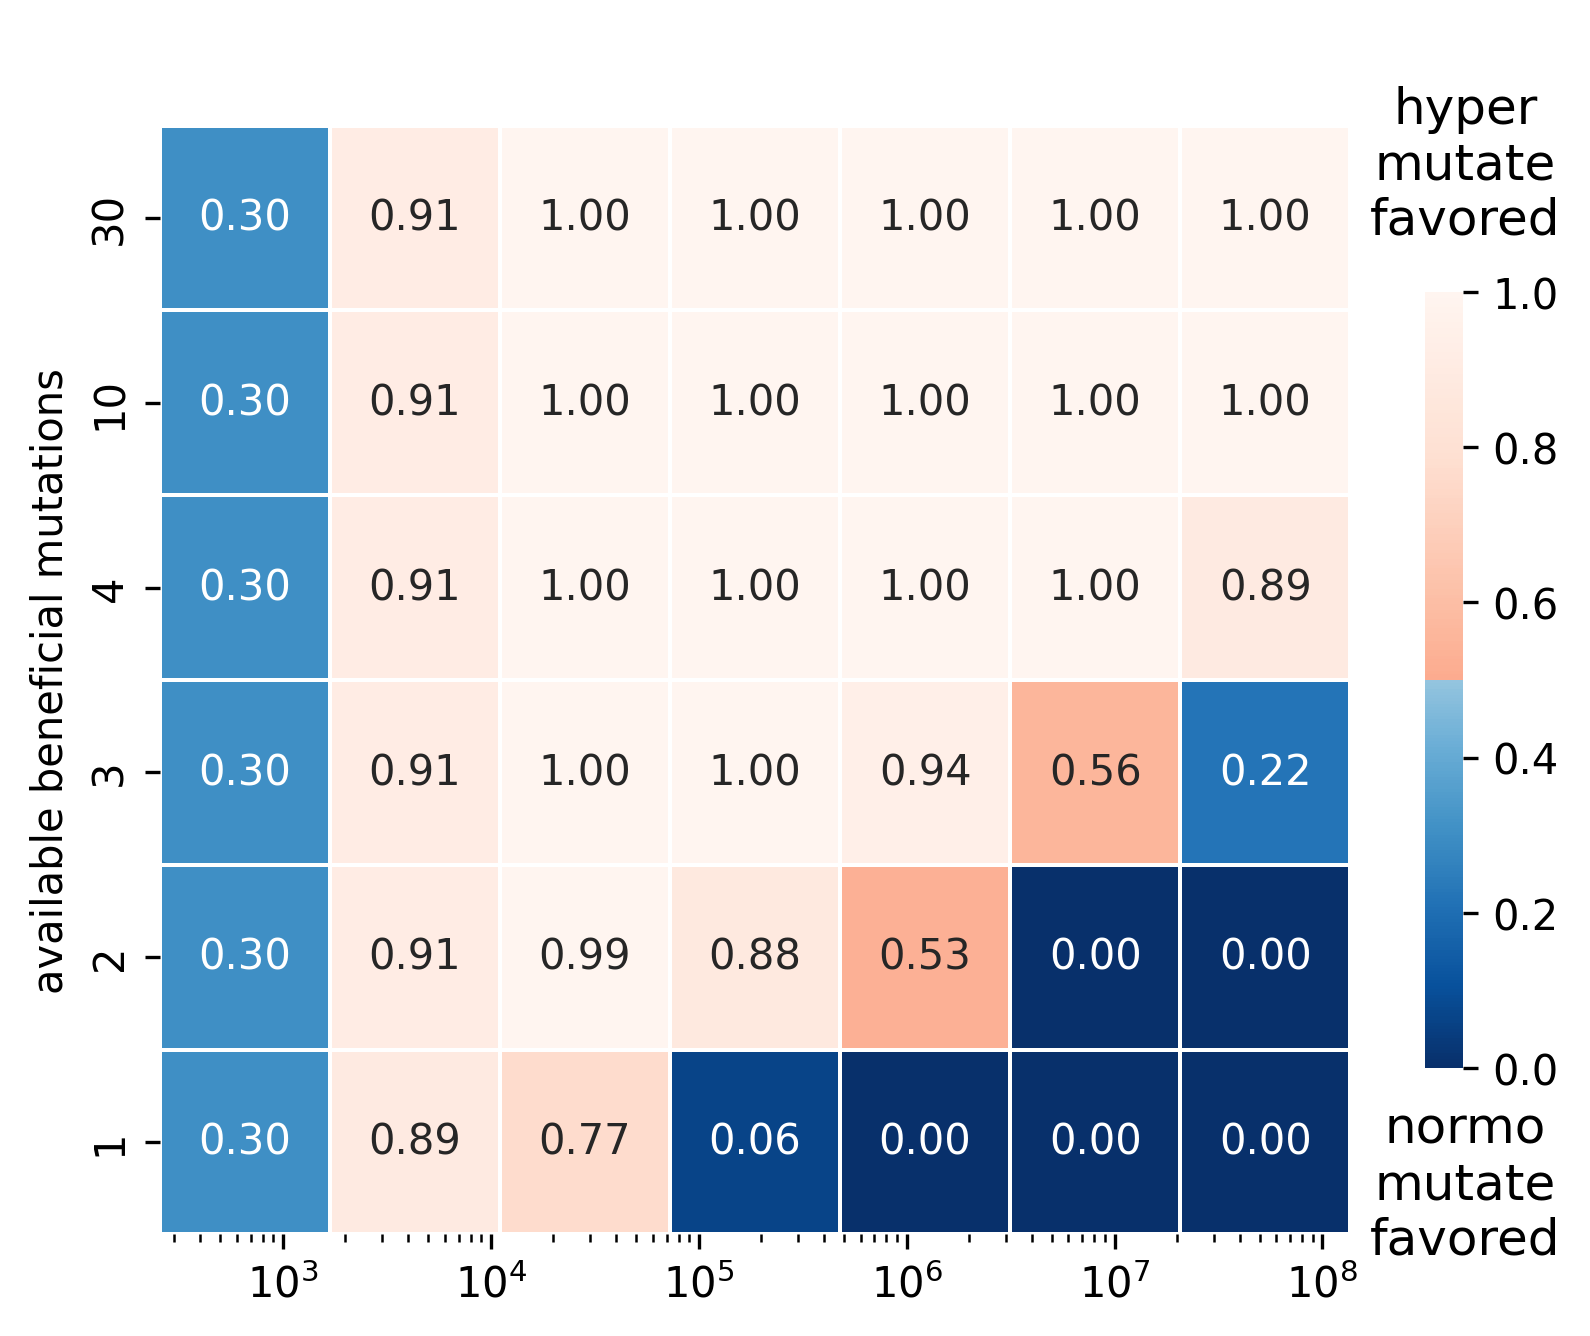 hyper
mutate
favored
available beneficial mutations
30 0.30 0.91 1.00 1.00 1.00 1.00 1.00
10 0.30 0.91 1.00 1.00 1.00 1.00 1.00
4 0.30 0.91 1.00 1.00 1.00 1.00 0.89
3 0.30 0.91 1.00 1.00 0.94 0.56 0.22
2 0.30 0.91 0.99 0.88 0.53 0.00 0.00
1 0.30 0.89 0.77 0.06 0.00 0.00 0.00
10³ 10⁴ 10⁵ 10⁶ 10⁷ 10⁸
1.0
0.8
0.6
0.4
0.2
0.0
normo
mutate
favored